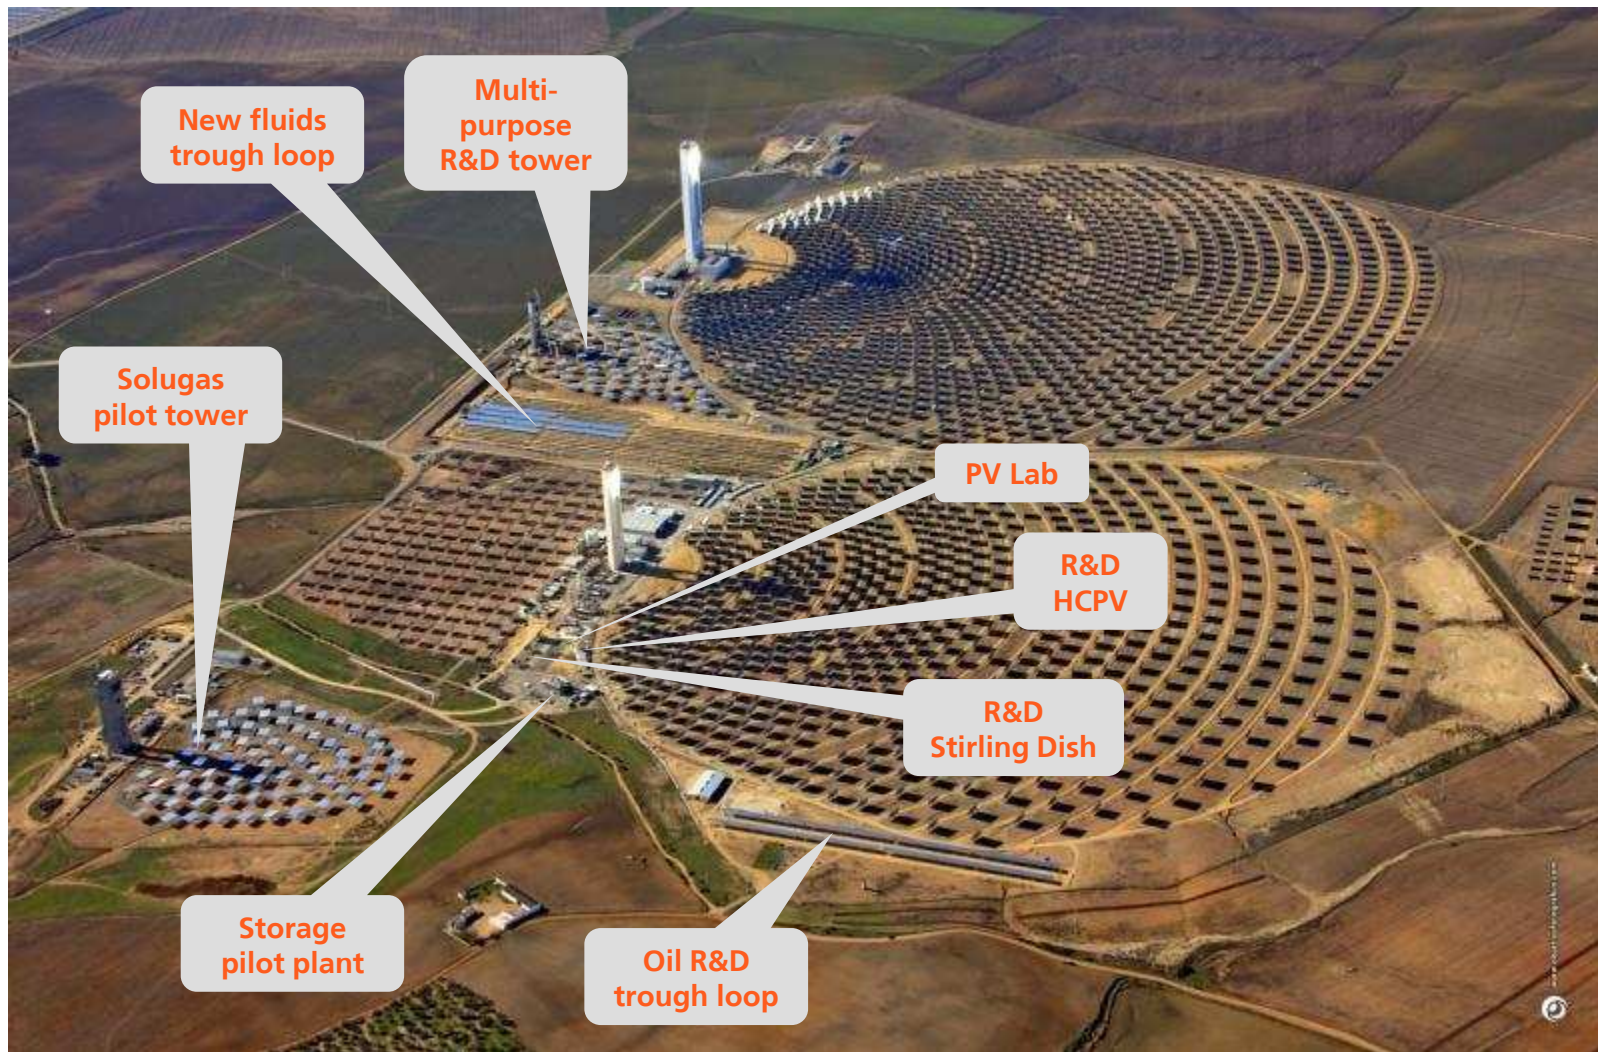 Multi-
purpose
R&D tower
New fluids
trough loop
Solugas
pilot tower
PV Lab
R&D
HCPV
R&D
Stirling Dish
Storage
pilot plant
Oil R&D
trough loop